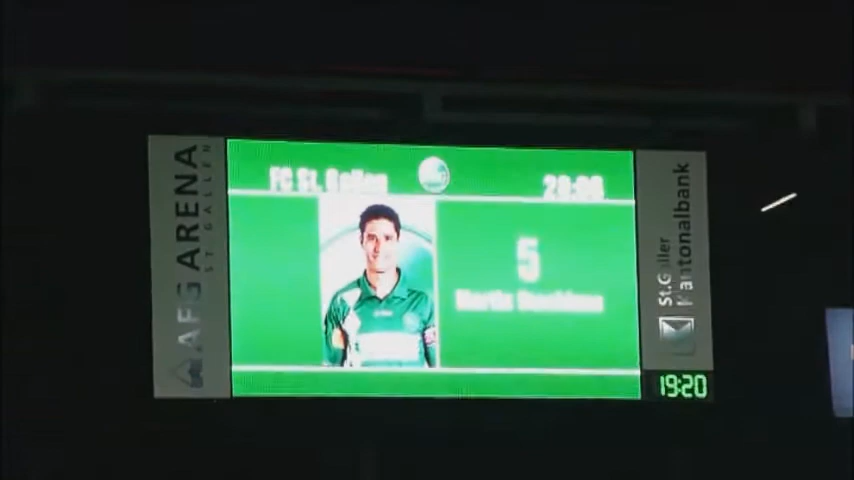 AFG ARENA
ST. GALLEN
FC St. Gallen
5
St.Galler
Kantonalbank
19:20